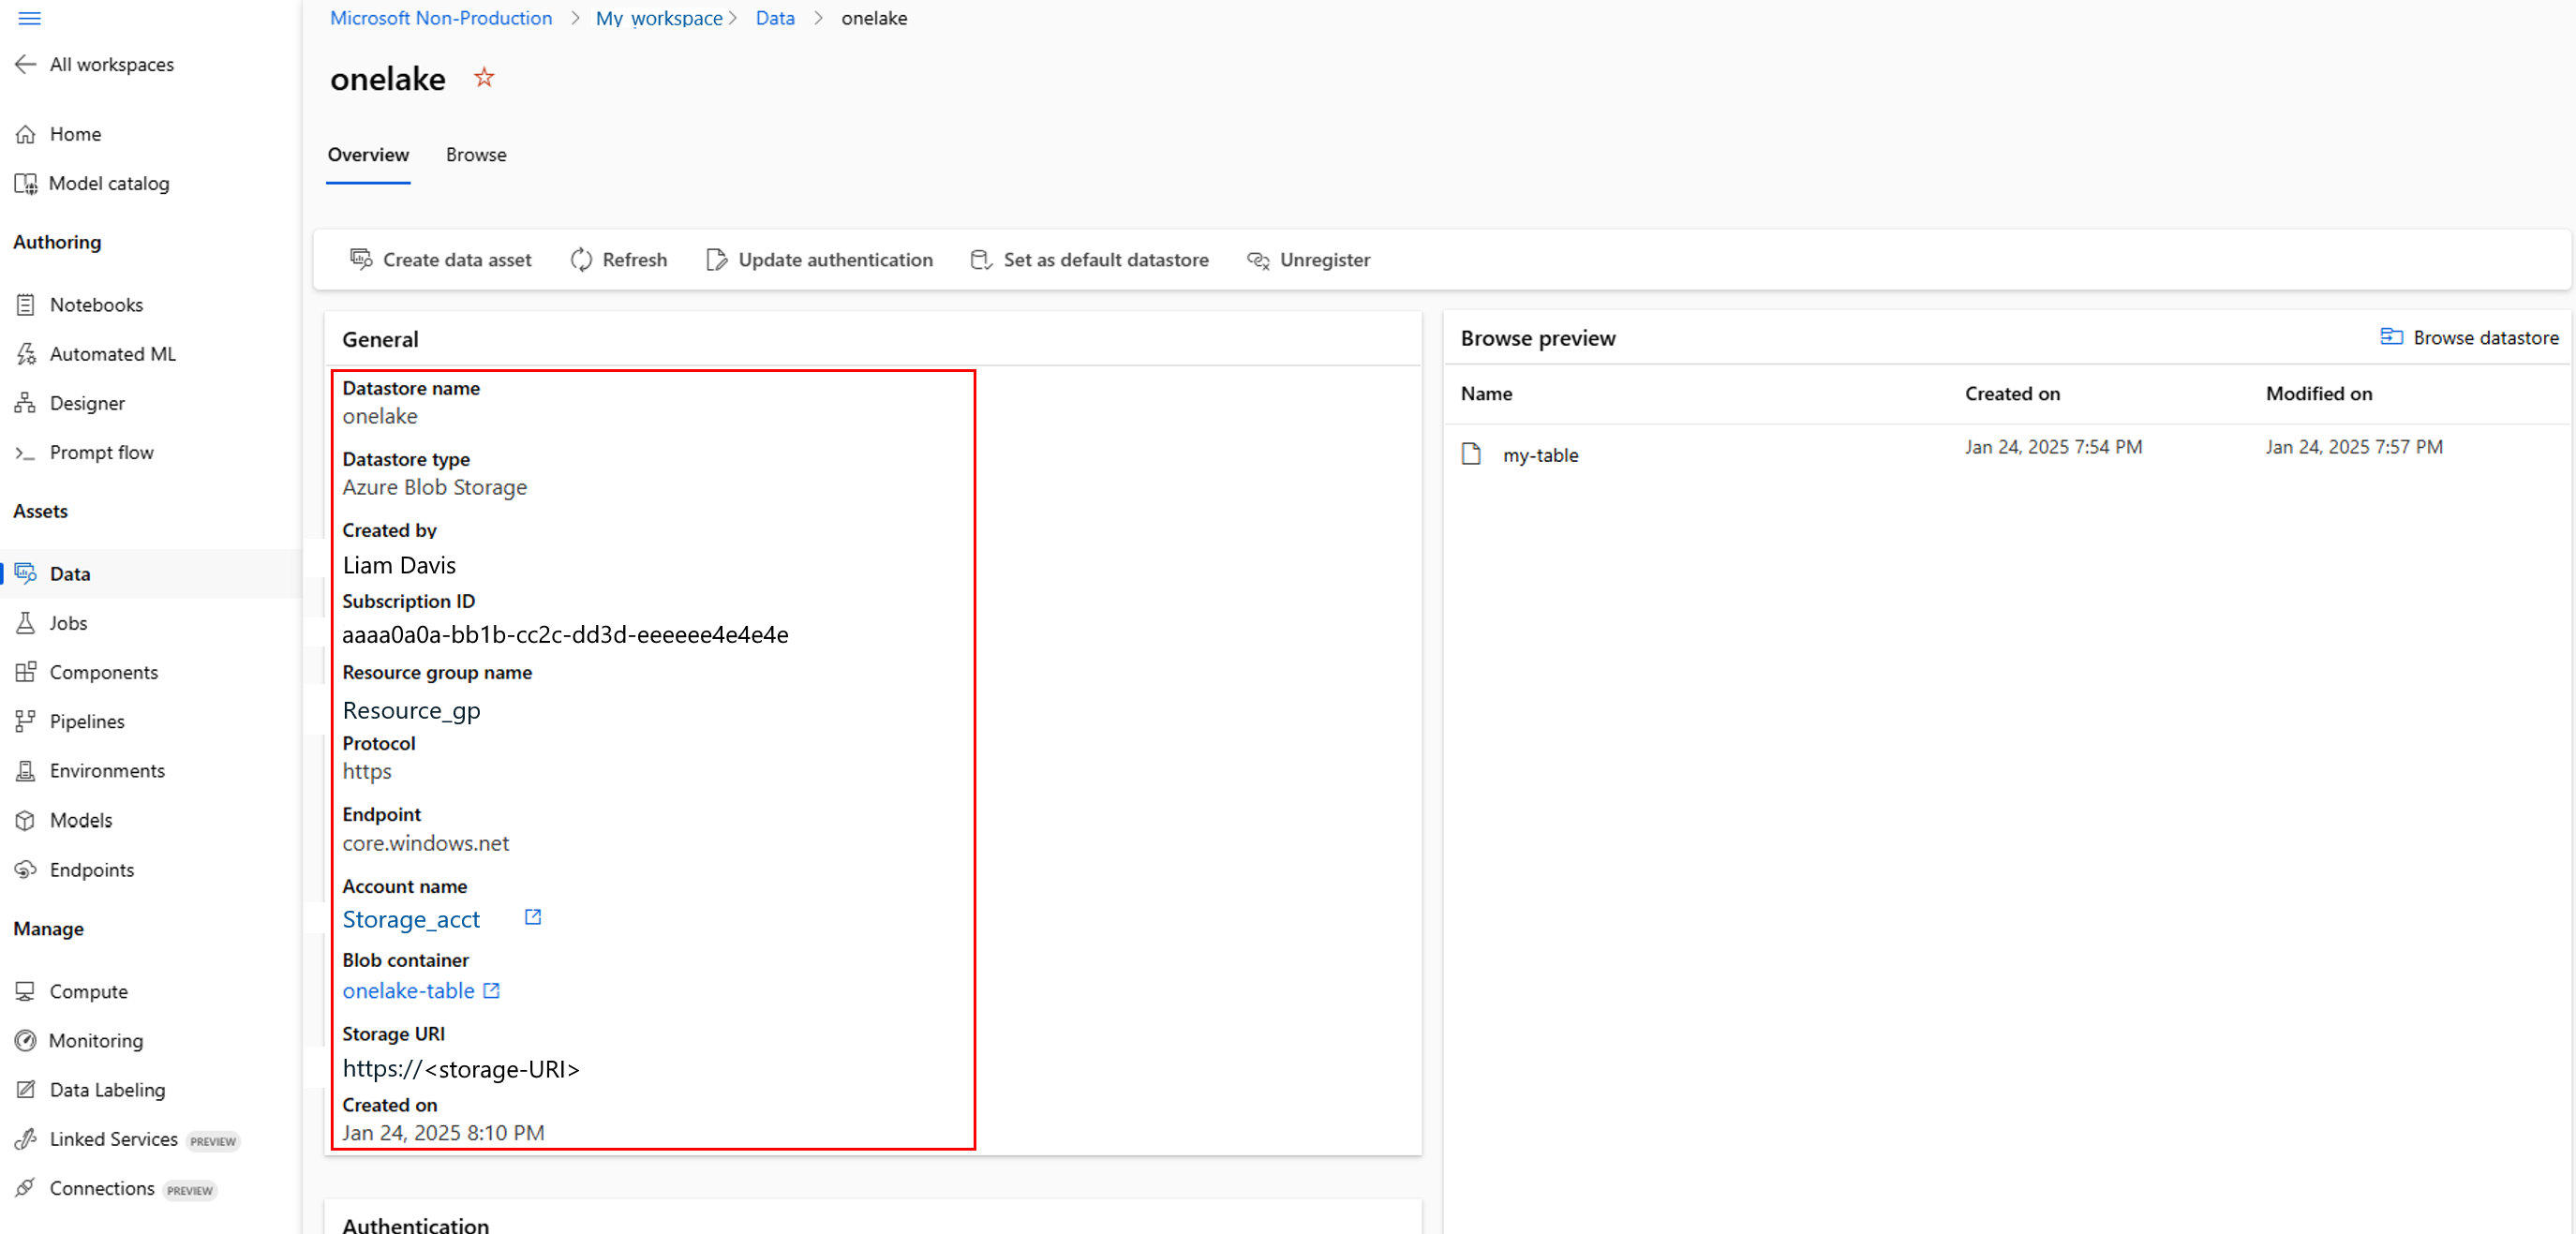 Microsoft Non-Production > My workspace > Data > onelake
All workspaces
Home
Model catalog
Authoring
Notebooks
Automated ML
Designer
Prompt flow
Assets
Data
Jobs
Components
Pipelines
Environments
Models
Endpoints
Manage
Compute
Monitoring
Data Labeling
Linked Services PREVIEW
Connections PREVIEW
onelake
Overview Browse
Create data asset Refresh Update authentication Set as default datastore Unregister
General
Datastore name
onelake
Datastore type
Azure Blob Storage
Created by
Liam Davis
Subscription ID
aaaa0a0a-bb1b-cc2c-dd3d-eeeeee4e4e4e
Resource group name
Resource_gp
Protocol
https
Endpoint
core.windows.net
Account name
Storage_acct
Blob container
onelake-table
Storage URI
https://<storage-URI>
Created on
Jan 24, 2025 8:10 PM
Authentication
Browse preview Browse datastore
Name Created on Modified on
my-table Jan 24, 2025 7:54 PM Jan 24, 2025 7:57 PM